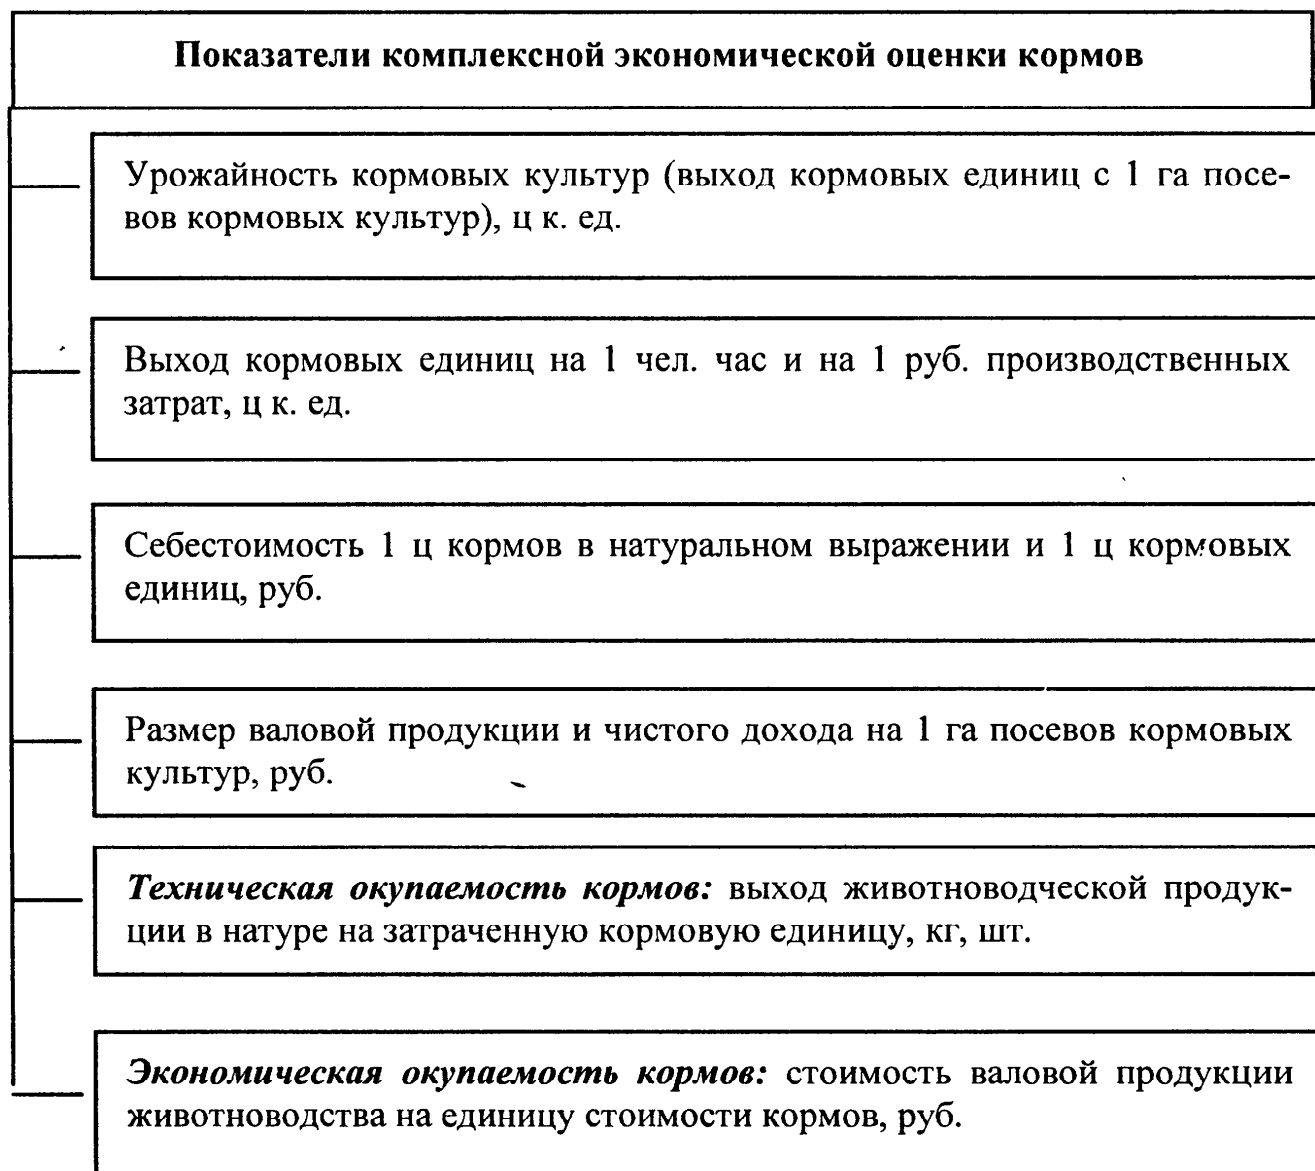 Показатели комплексной экономической оценки кормов
Урожайность кормовых культур (выход кормовых единиц с 1 га посе-
вов кормовых культур), ц к. ед.
Выход кормовых единиц на 1 чел. час и на 1 руб. производственных
затрат, ц к. ед.
Себестоимость 1 ц кормов в натуральном выражении и 1 ц кормовых
единиц, руб.
Размер валовой продукции и чистого дохода на 1 га посевов кормовых
культур, руб.
Техническая окупаемость кормов: выход животноводческой продук-
ции в натуре на затраченную кормовую единицу, кг, шт.
Экономическая окупаемость кормов: стоимость валовой продукции
животноводства на единицу стоимости кормов, руб.